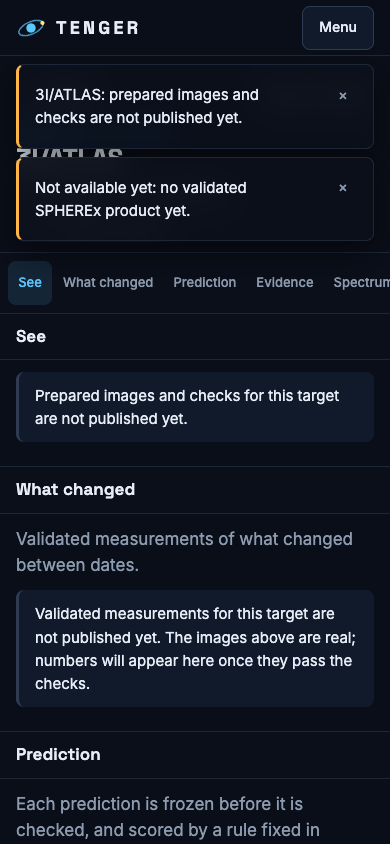 TENGER
Menu
3I/ATLAS: prepared images and
checks are not published yet.
×
3I/ATLAS
Not available yet: no validated
SPHEREx product yet.
×
See What changed Prediction Evidence Spectrum
See
Prepared images and checks for this target
are not published yet.
What changed
Validated measurements of what changed
between dates.
Validated measurements for this target are
not published yet. The images above are real;
numbers will appear here once they pass the
checks.
Prediction
Each prediction is frozen before it is
checked, and scored by a rule fixed in